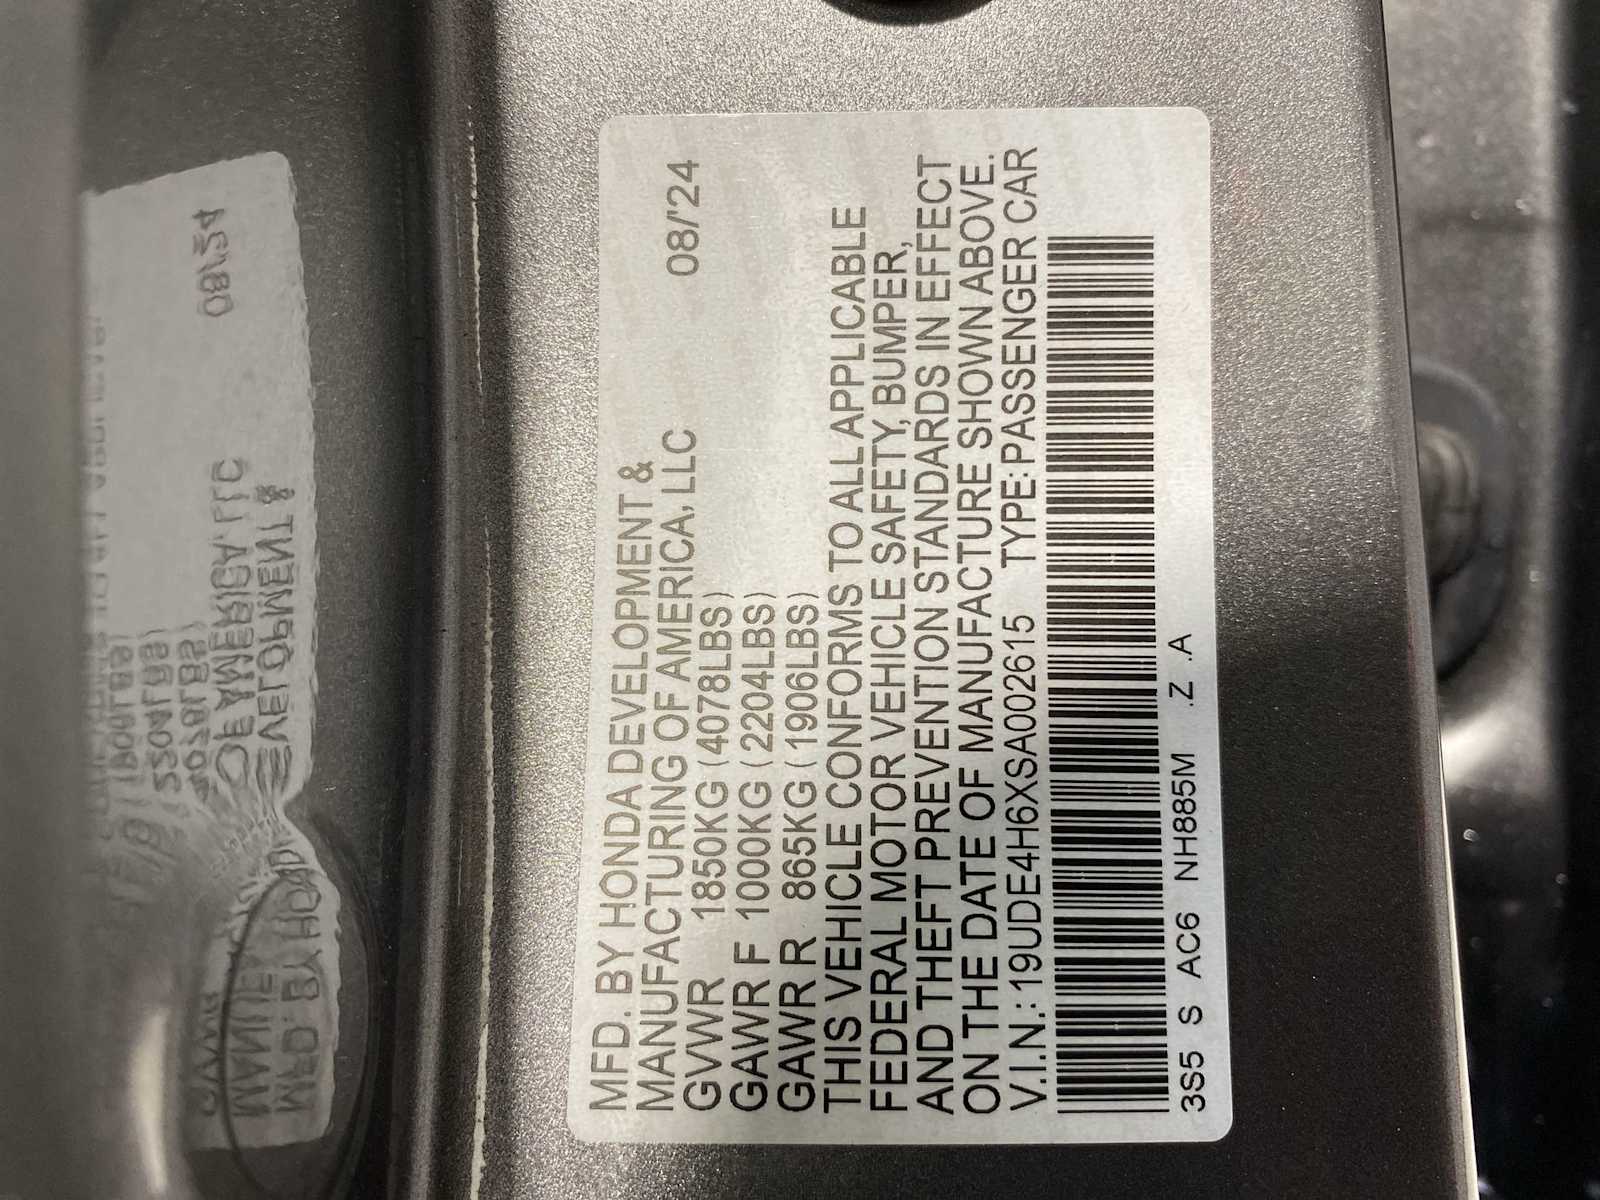 MFD. BY HONDA DEVELOPMENT &
MANUFACTURING OF AMERICA, LLC 08/'24
GVWR 1850KG (4078LBS)
GAWR F 1000KG (2204LBS)
GAWR R 865KG (1906LBS)
THIS VEHICLE CONFORMS TO ALL APPLICABLE
FEDERAL MOTOR VEHICLE SAFETY, BUMPER,
AND THEFT PREVENTION STANDARDS IN EFFECT
ON THE DATE OF MANUFACTURE SHOWN ABOVE.
V.I.N.: 19UDE4H6XSA002615 TYPE: PASSENGER CAR
3S5 S AC6 NH885M .Z .A